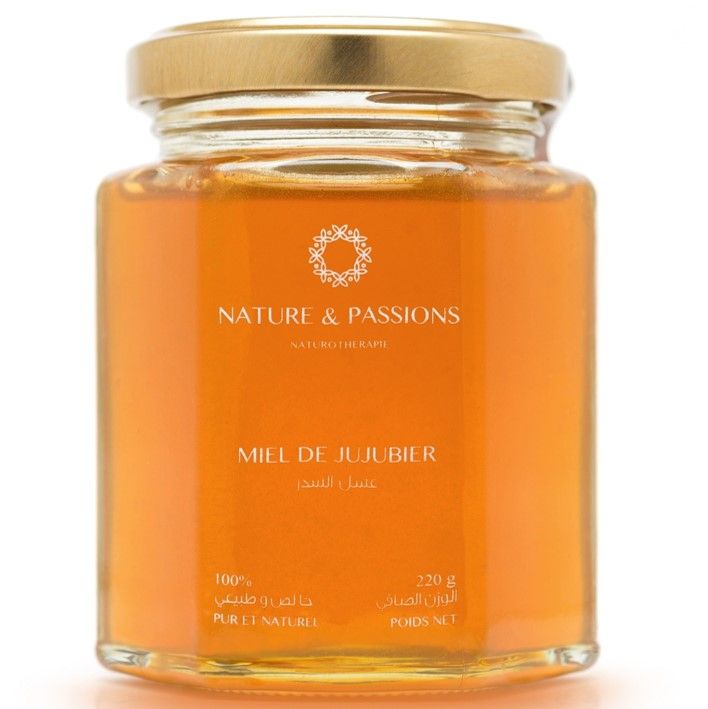 NATURE & PASSIONS
NATUROTHERAPIE
MIEL DE JUJUBIER
عسل السدر
100%
خالص و طبيعي
PUR ET NATUREL
220 g
الوزن الصافي
POIDS NET